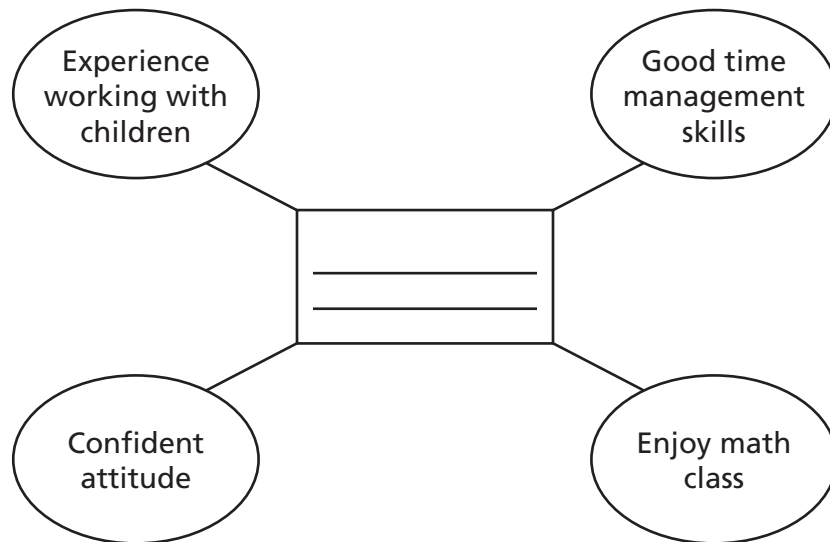 Experience
working with
children
Good time
management
skills
Confident
attitude
Enjoy math
class